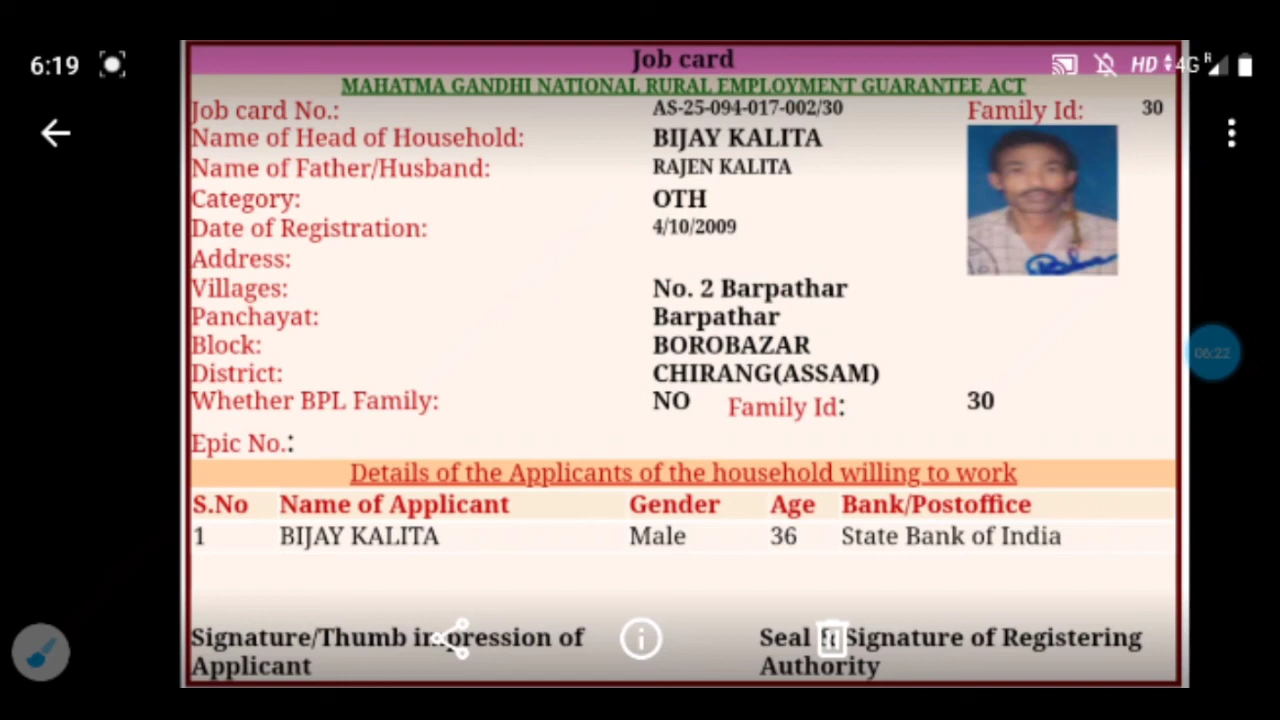 6:19
HD 4G R
Job card
MAHATMA GANDHI NATIONAL RURAL EMPLOYMENT GUARANTEE ACT
Job card No.: AS-25-094-017-002/30 Family Id: 30
Name of Head of Household: BIJAY KALITA
Name of Father/Husband: RAJEN KALITA
Category: OTH
Date of Registration: 4/10/2009
Address:
Villages: No. 2 Barpathar
Panchayat: Barpathar
Block: BOROBAZAR
06:22
District: CHIRANG(ASSAM)
Whether BPL Family: NO Family Id: 30
Epic No.:
Details of the Applicants of the household willing to work
S.No Name of Applicant Gender Age Bank/Postoffice
1 BIJAY KALITA Male 36 State Bank of India
Signature/Thumb impression of Applicant
Seal & Signature of Registering Authority